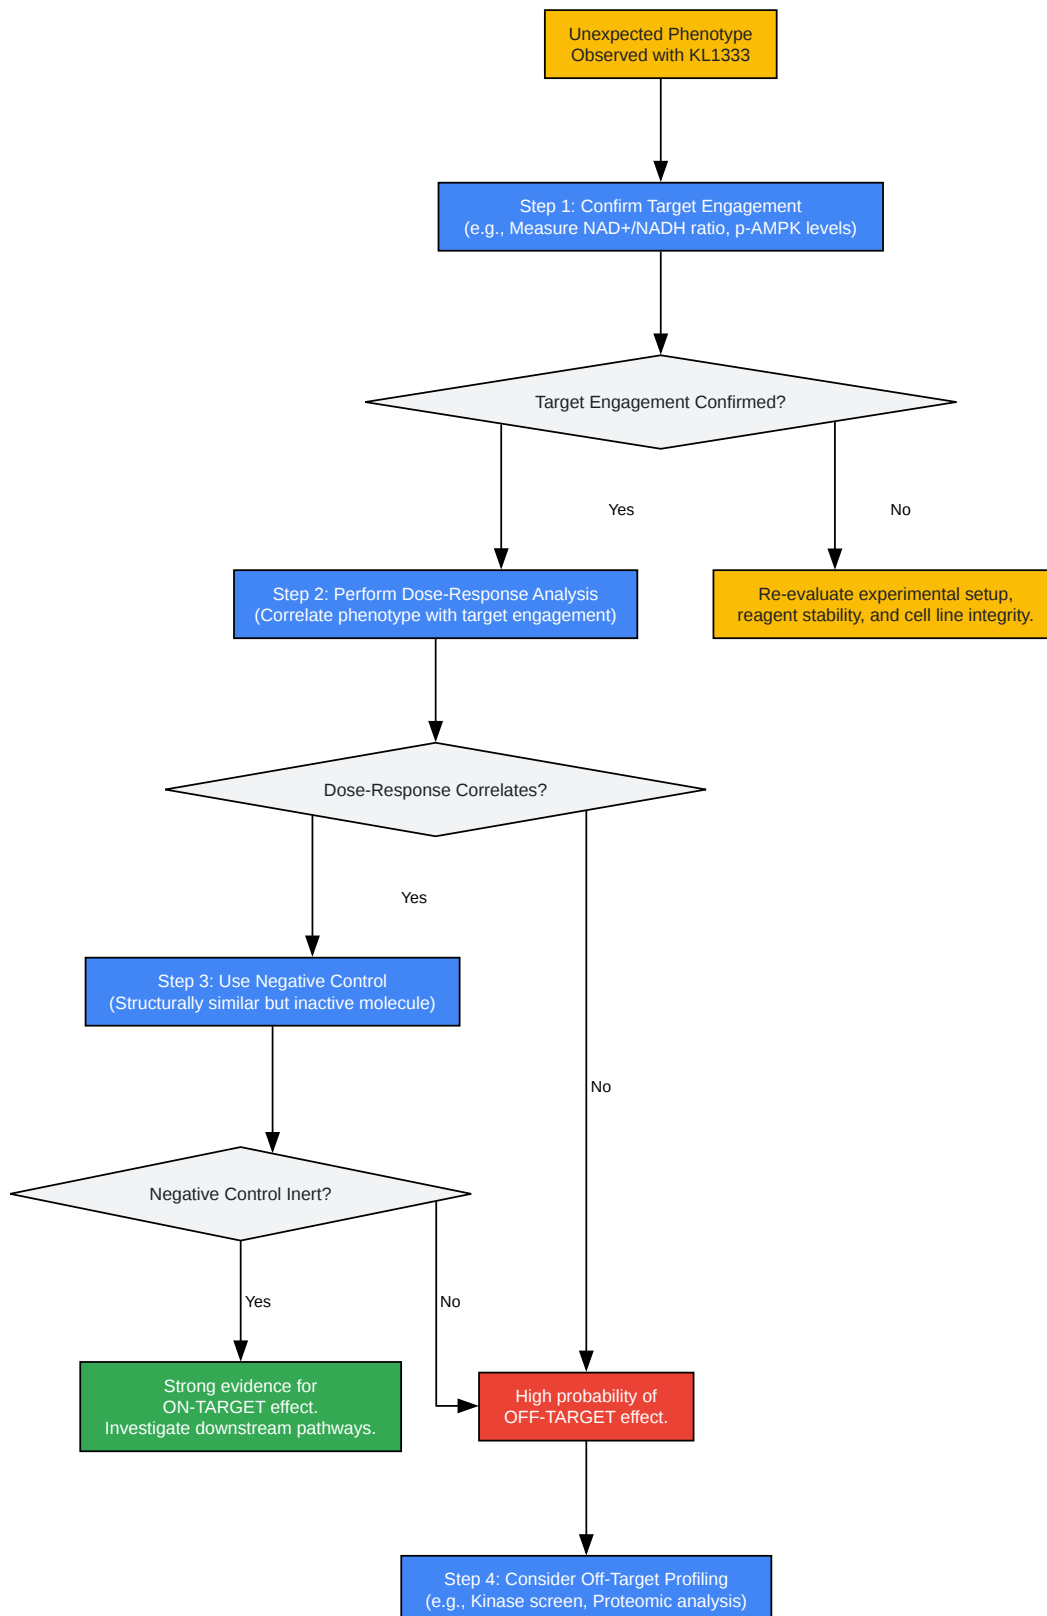 Unexpected Phenotype
Observed with KL1333
Step 1: Confirm Target Engagement
(e.g., Measure NAD+/NADH ratio, p-AMPK levels)
Target Engagement Confirmed?
Yes
No
Step 2: Perform Dose-Response Analysis
(Correlate phenotype with target engagement)
Re-evaluate experimental setup,
reagent stability, and cell line integrity.
Dose-Response Correlates?
Yes
Step 3: Use Negative Control
(Structurally similar but inactive molecule)
No
Negative Control Inert?
Yes
No
Strong evidence for
ON-TARGET effect.
Investigate downstream pathways.
High probability of
OFF-TARGET effect.
Step 4: Consider Off-Target Profiling
(e.g., Kinase screen, Proteomic analysis)